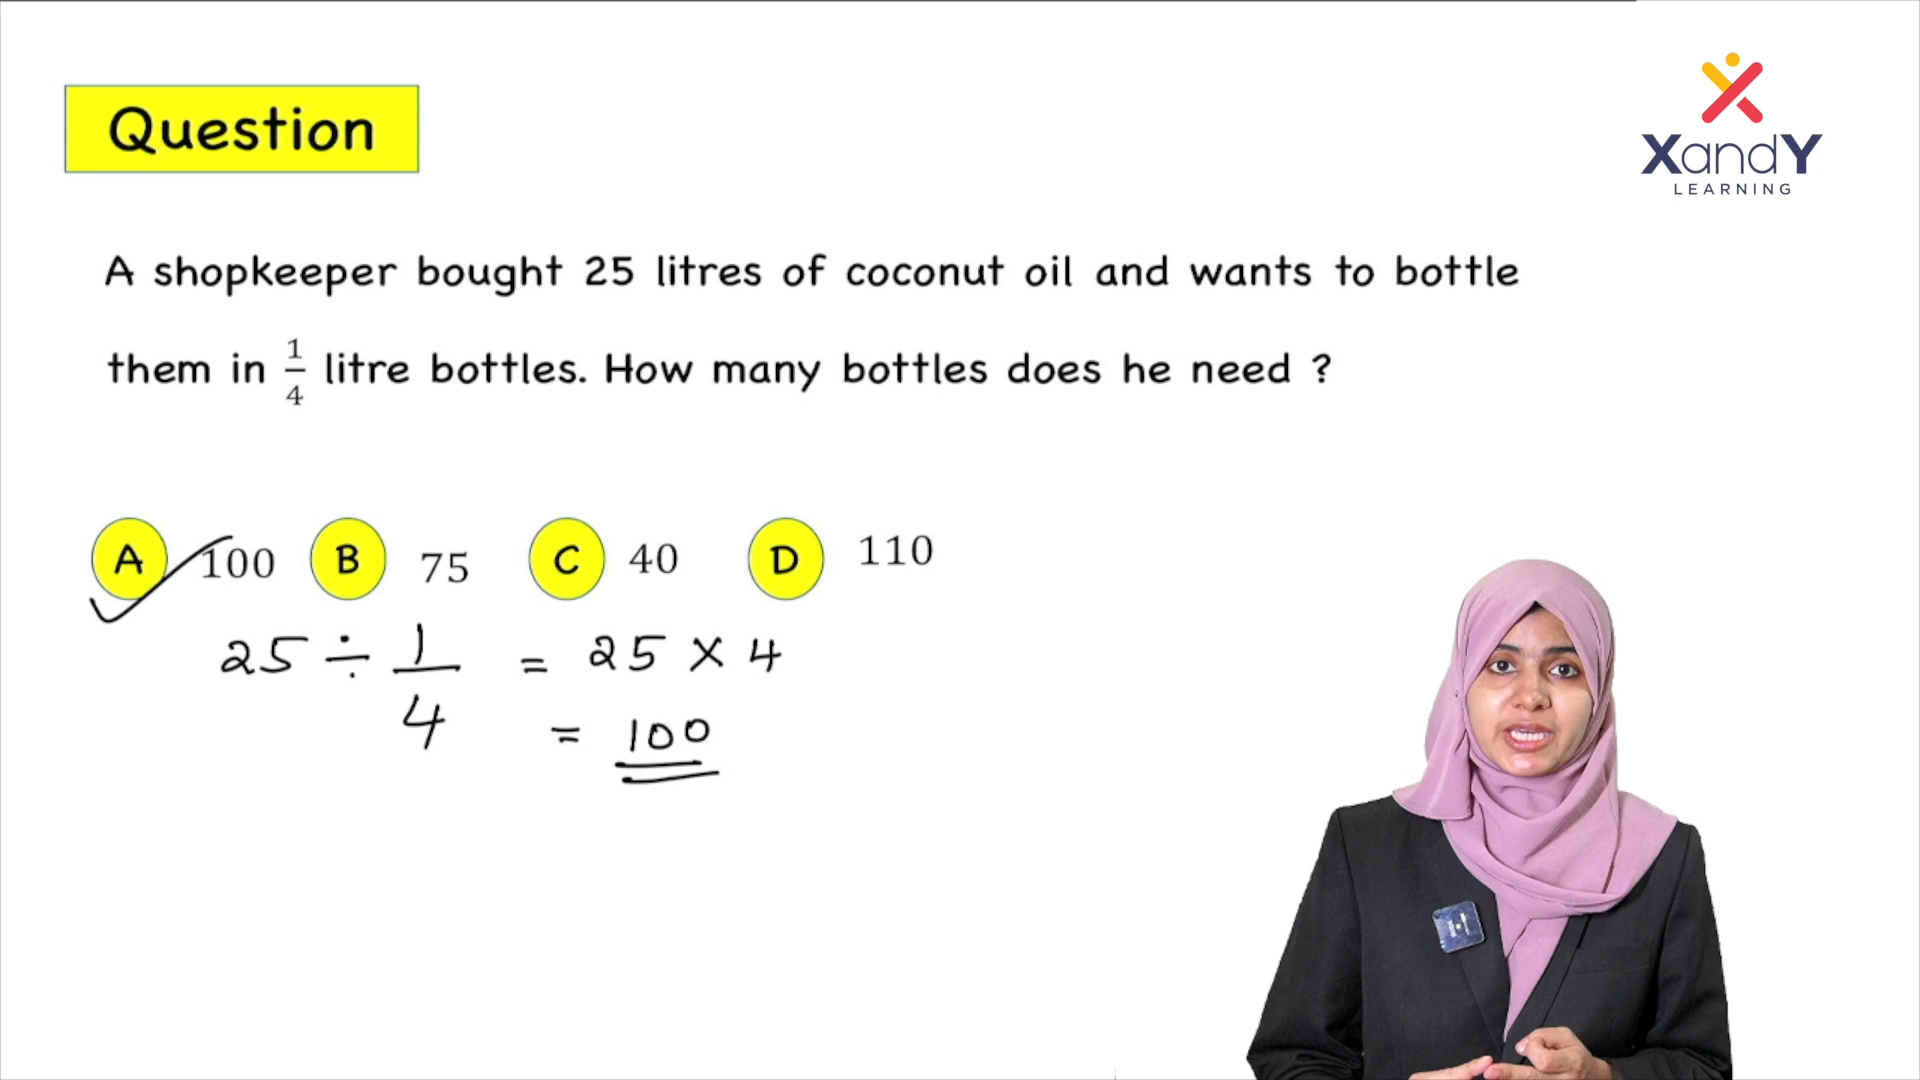 Question
XandY
LEARNING
A shopkeeper bought 25 litres of coconut oil and wants to bottle
them in 1/4 litre bottles. How many bottles does he need ?
A 100 B 75 C 40 D 110
25 ÷ 1/4 = 25 × 4
= 100